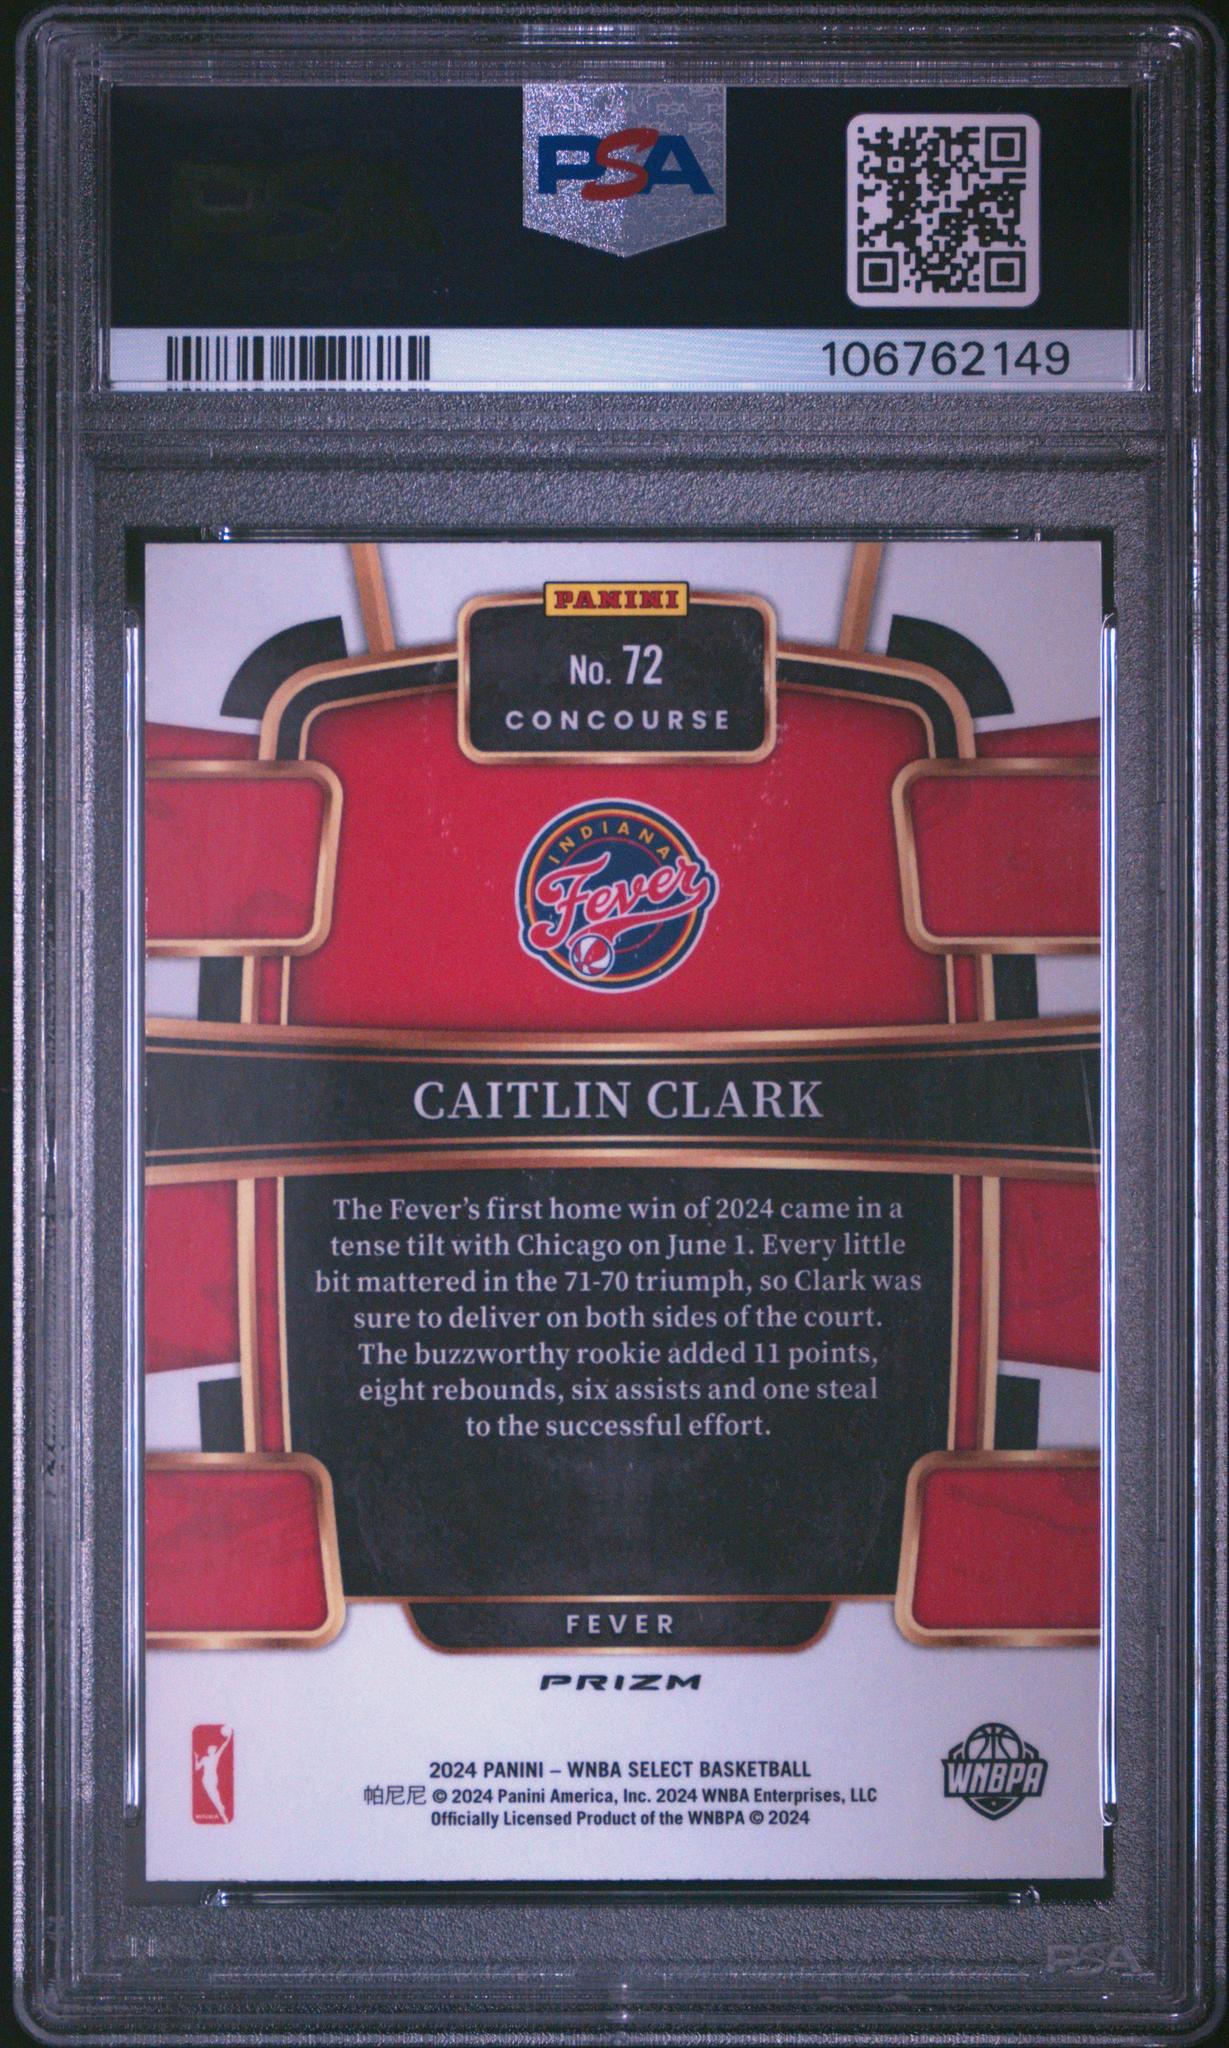 PSA
106762149
PANINI
No. 72
CONCOURSE
INDIANA
Fever
CAITLIN CLARK
The Fever's first home win of 2024 came in a
tense tilt with Chicago on June 1. Every little
bit mattered in the 71-70 triumph, so Clark was
sure to deliver on both sides of the court.
The buzzworthy rookie added 11 points,
eight rebounds, six assists and one steal
to the successful effort.
FEVER
PRIZM
WNBA
WNBPA
2024 PANINI – WNBA SELECT BASKETBALL
帕尼尼 © 2024 Panini America, Inc. 2024 WNBA Enterprises, LLC
Officially Licensed Product of the WNBPA © 2024
PSA